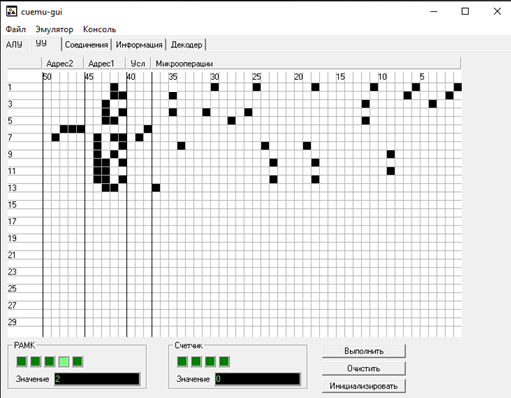 cuemu-gui
Файл Эмулятор Консоль
АЛУ УУ Соединения Информация Декодер
Адрес2 Адрес1 Усл Микрооперации
50 45 40 35 30 25 20 15 10 5
1
3
5
7
9
11
13
15
17
19
21
23
25
27
29
РАМК Счетчик
Выполнить
Очистить
Значение 2 Значение 0
Инициализировать